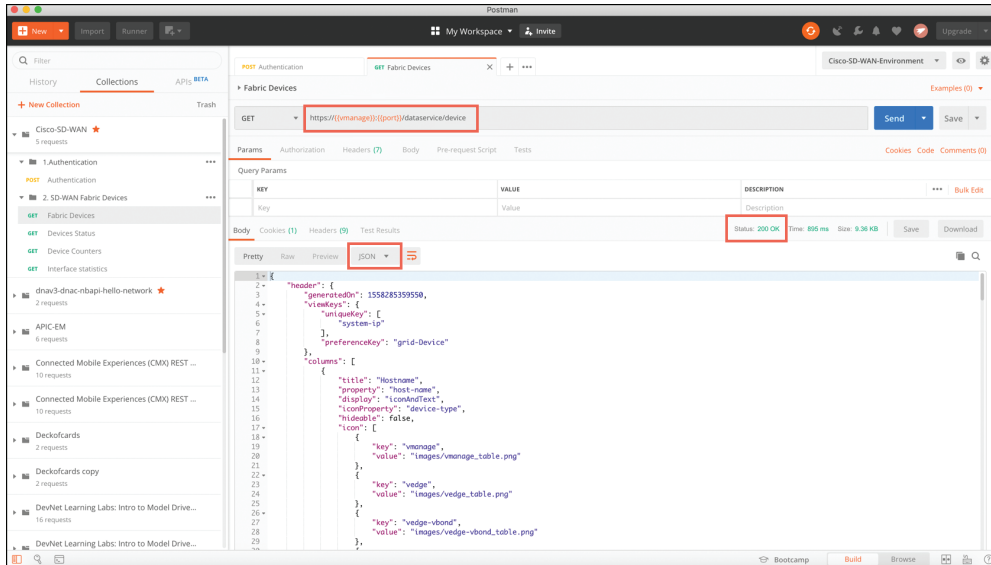 Postman
New Import Runner My Workspace Invite Upgrade
Filter
History Collections APIs BETA
+ New Collection Trash
Cisco-SD-WAN
5 requests
1.Authentication
POST Authentication
2. SD-WAN Fabric Devices
GET Fabric Devices
GET Devices Status
GET Device Counters
GET Interface statistics
dnav3-dnac-nbapi-hello-network
2 requests
APIC-EM
6 requests
Connected Mobile Experiences (CMX) REST ...
10 requests
Connected Mobile Experiences (CMX) REST ...
10 requests
Deckofcards
2 requests
Deckofcards copy
2 requests
DevNet Learning Labs: Intro to Model Drive...
16 requests
DevNet Learning Labs: Intro to Model Drive...
POST Authentication GET Fabric Devices X + ... Cisco-SD-WAN-Environment
Fabric Devices Examples (0)
GET https://{{vmanage}}:{{port}}/dataservice/device Send Save
Params Authorization Headers (7) Body Pre-request Script Tests Cookies Code Comments (0)
Query Params
KEY VALUE DESCRIPTION ... Bulk Edit
Key Value Description
Body Cookies (1) Headers (9) Test Results Status: 200 OK Time: 895 ms Size: 9.36 KB Save Download
Pretty Raw Preview JSON
1 {
2 "header": {
3 "generatedOn": 1558285359550,
4 "viewKeys": {
5 "uniqueKey": [
6 "system-ip"
7 ],
8 "preferenceKey": "grid-Device"
9 },
10 "columns": [
11 {
12 "title": "Hostname",
13 "property": "host-name",
14 "display": "iconAndText",
15 "iconProperty": "device-type",
16 "hideable": false,
17 "icon": [
18 {
19 "key": "vmanage",
20 "value": "images/vmanage_table.png"
21 },
22 {
23 "key": "vedge",
24 "value": "images/vedge_table.png"
25 },
26 {
27 "key": "vedge-vbond",
28 "value": "images/vedge-vbond_table.png"
29 },
Bootcamp Build Browse